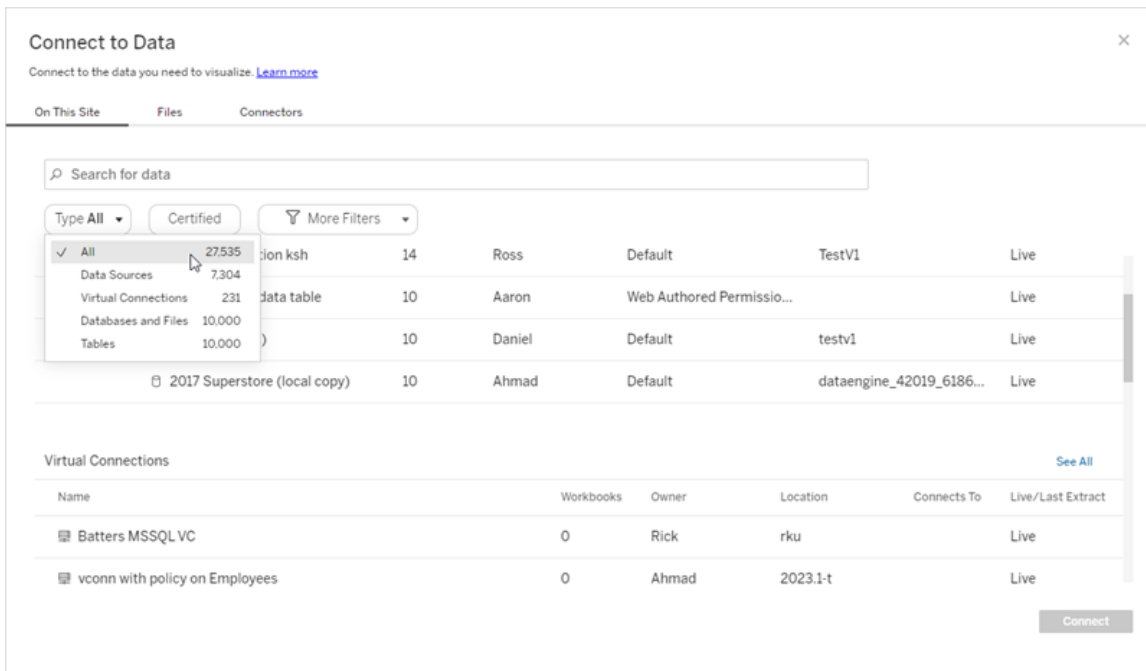 Connect to Data
Connect to the data you need to visualize. Learn more
On This Site Files Connectors
Search for data
Type All Certified More Filters
All 27,535
Data Sources 7,304
Virtual Connections 231
Databases and Files 10,000
Tables 10,000
ion ksh 14 Ross Default TestV1 Live
data table 10 Aaron Web Authored Permissio... Live
) 10 Daniel Default testv1 Live
2017 Superstore (local copy) 10 Ahmad Default dataengine_42019_6186... Live
Virtual Connections See All
Name Workbooks Owner Location Connects To Live/Last Extract
Batters MSSQL VC 0 Rick rku Live
vconn with policy on Employees 0 Ahmad 2023.1-t Live
Connect